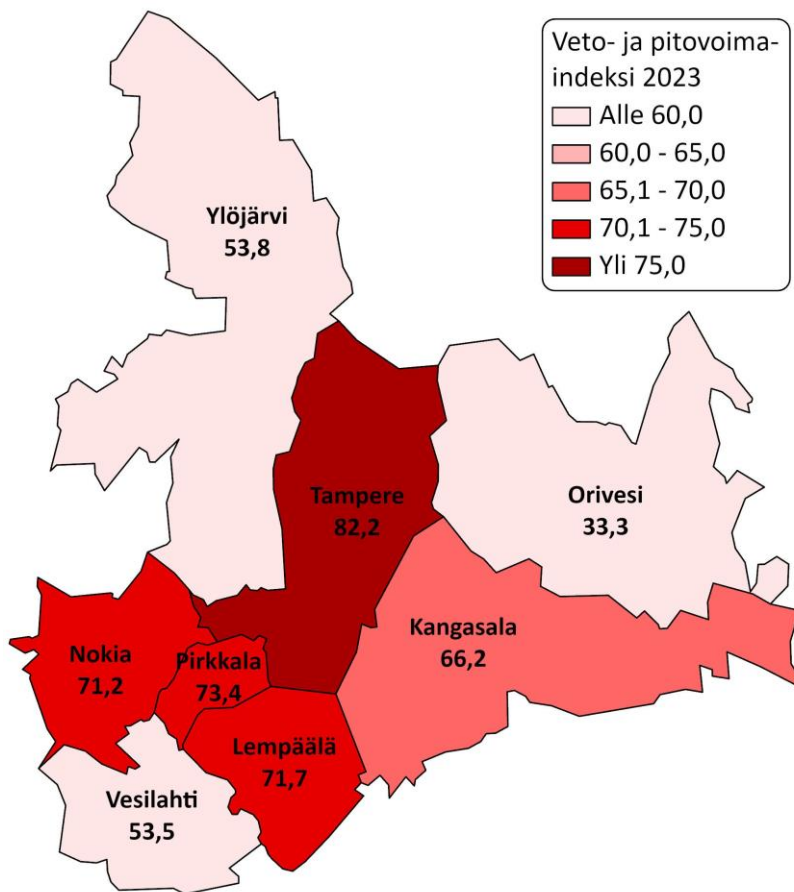 Veto- ja pitovoima-
indeksi 2023
Alle 60,0
60,0 - 65,0
65,1 - 70,0
70,1 - 75,0
Yli 75,0
Ylöjärvi
53,8
Tampere
82,2
Orivesi
33,3
Kangasala
66,2
Nokia
71,2
Pirkkala
73,4
Lempäälä
71,7
Vesilahti
53,5